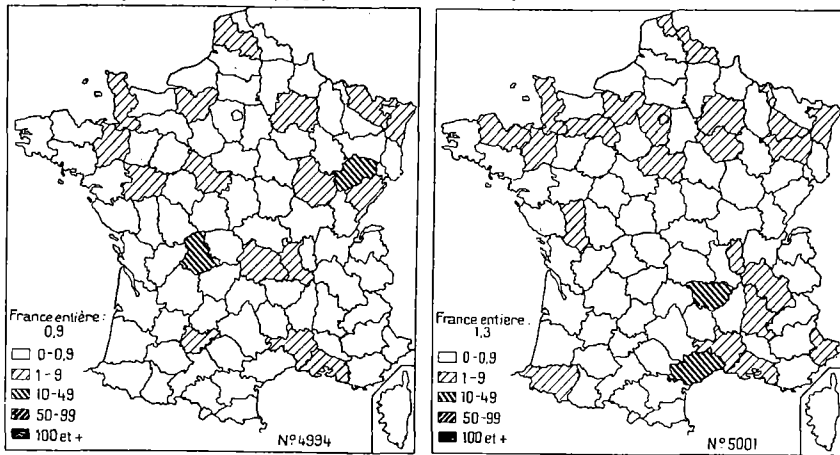 France entière :
0,9
0-0,9
1-9
10-49
50-99
100 et +
N°4994
France entière :
1,3
0-0,9
1-9
10-49
50-99
100 et +
N°5001